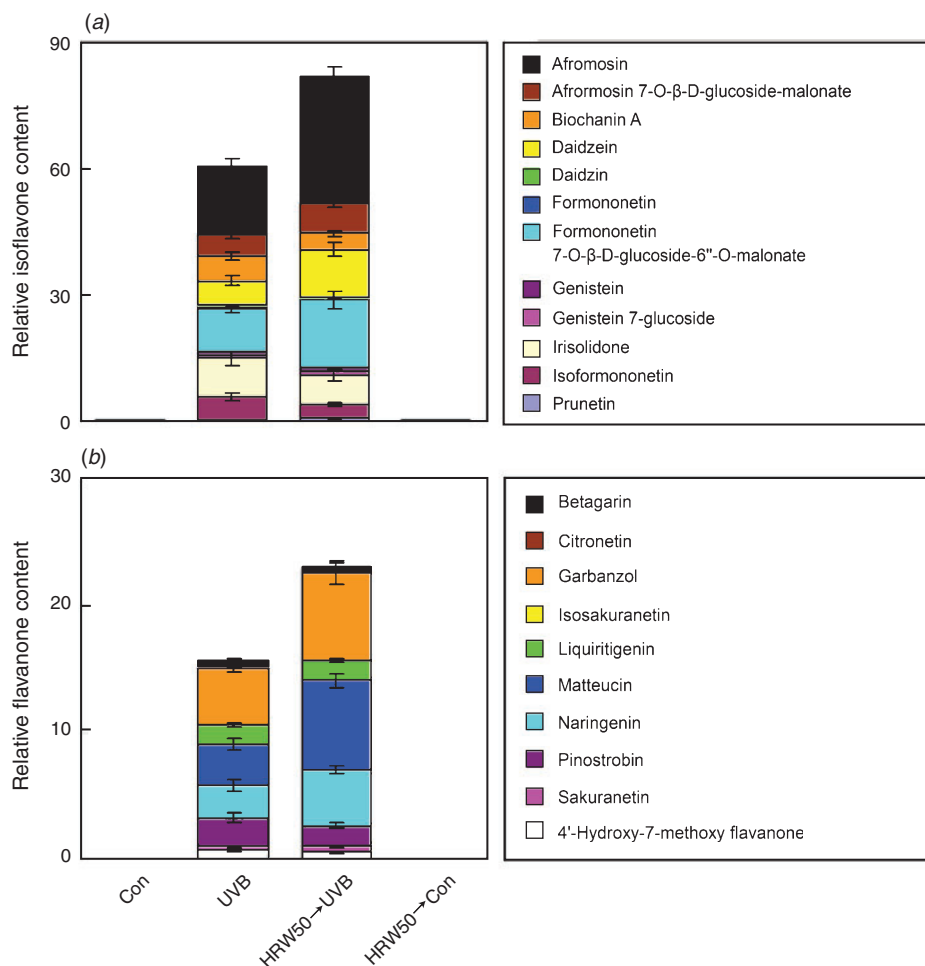 (a)
90
60
30
0
Relative isoflavone content
Afromosin
Afrormosin 7-O-β-D-glucoside-malonate
Biochanin A
Daidzein
Daidzin
Formononetin
Formononetin
7-O-β-D-glucoside-6"-O-malonate
Genistein
Genistein 7-glucoside
Irisolidone
Isoformononetin
Prunetin
(b)
30
20
10
0
Relative flavanone content
Betagarin
Citronetin
Garbanzol
Isosakuranetin
Liquiritigenin
Matteucin
Naringenin
Pinostrobin
Sakuranetin
4'-Hydroxy-7-methoxy flavanone
Con
UVB
HRW50→UVB
HRW50→Con